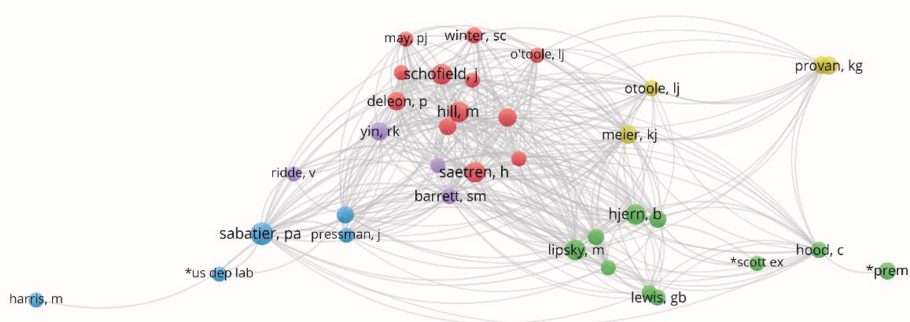 may, pj
winter, sc
o'toole, lj
schofield, j
provan, kg
otoole, lj
deleon, p
hill, m
yin, rk
meier, kj
ridde, v
saetren, h
barrett, sm
hjern, b
sabatier, pa
pressman, j
lipsky, m
hood, c
*scott ex
*prem
*us dep lab
lewis, gb
harris, m